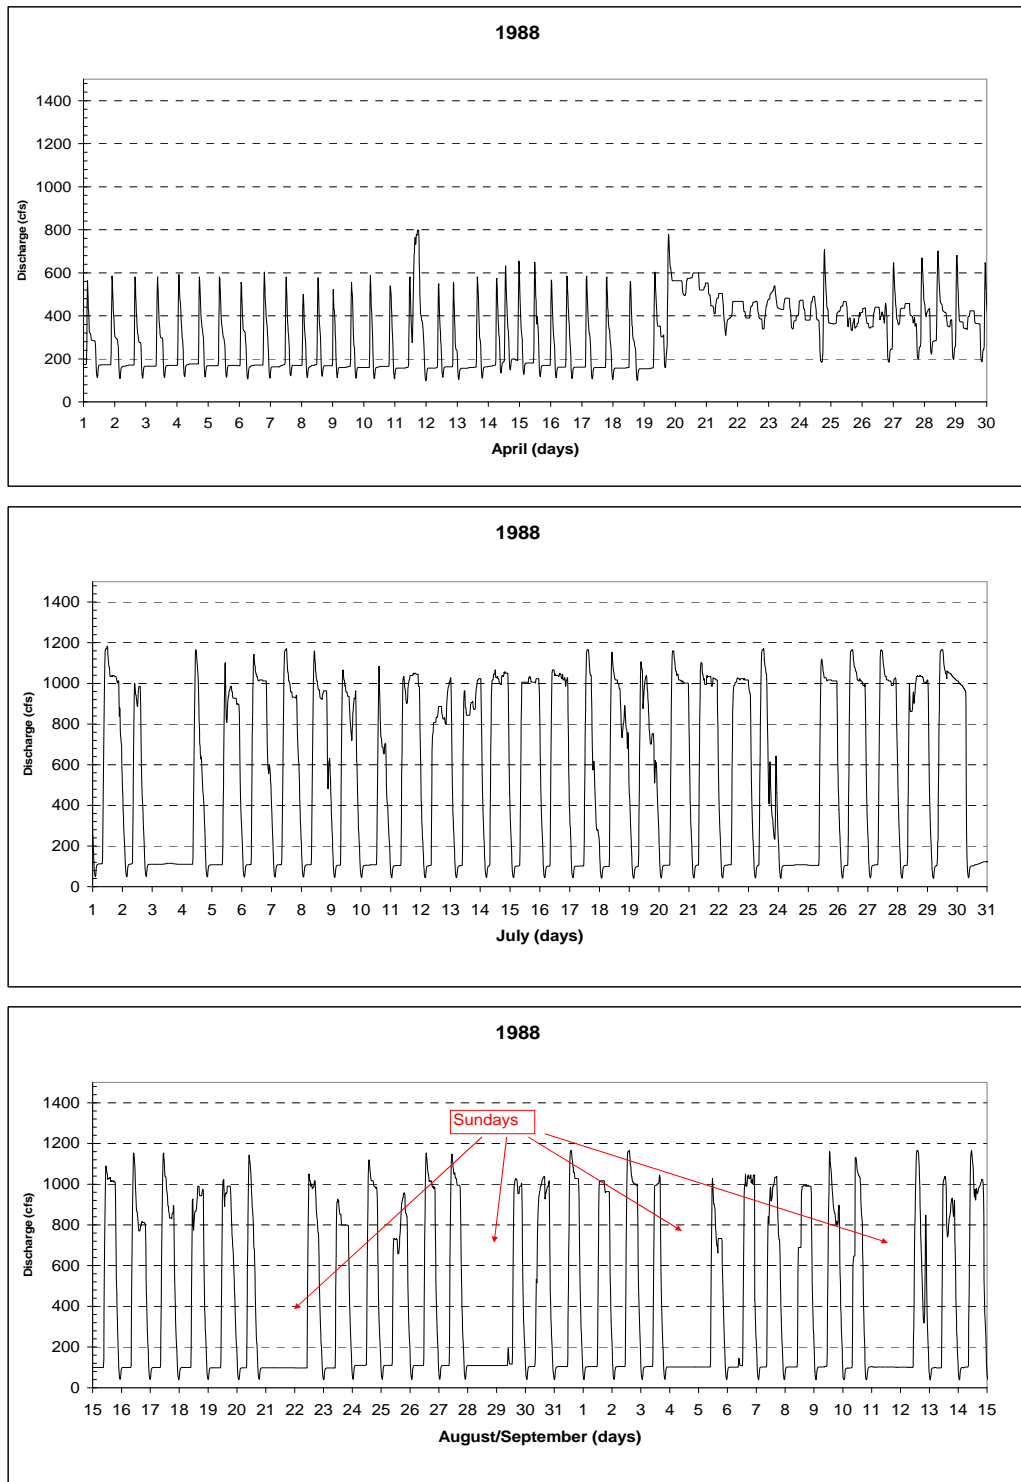 1988
1400
1200
1000
800
600
400
200
0
Discharge (cfs)
1 2 3 4 5 6 7 8 9 10 11 12 13 14 15 16 17 18 19 20 21 22 23 24 25 26 27 28 29 30
April (days)
1988
1400
1200
1000
800
600
400
200
0
Discharge (cfs)
1 2 3 4 5 6 7 8 9 10 11 12 13 14 15 16 17 18 19 20 21 22 23 24 25 26 27 28 29 30 31
July (days)
1988
1400
1200
1000
800
600
400
200
0
Discharge (cfs)
Sundays
15 16 17 18 19 20 21 22 23 24 25 26 27 28 29 30 31 1 2 3 4 5 6 7 8 9 10 11 12 13 14 15
August/September (days)